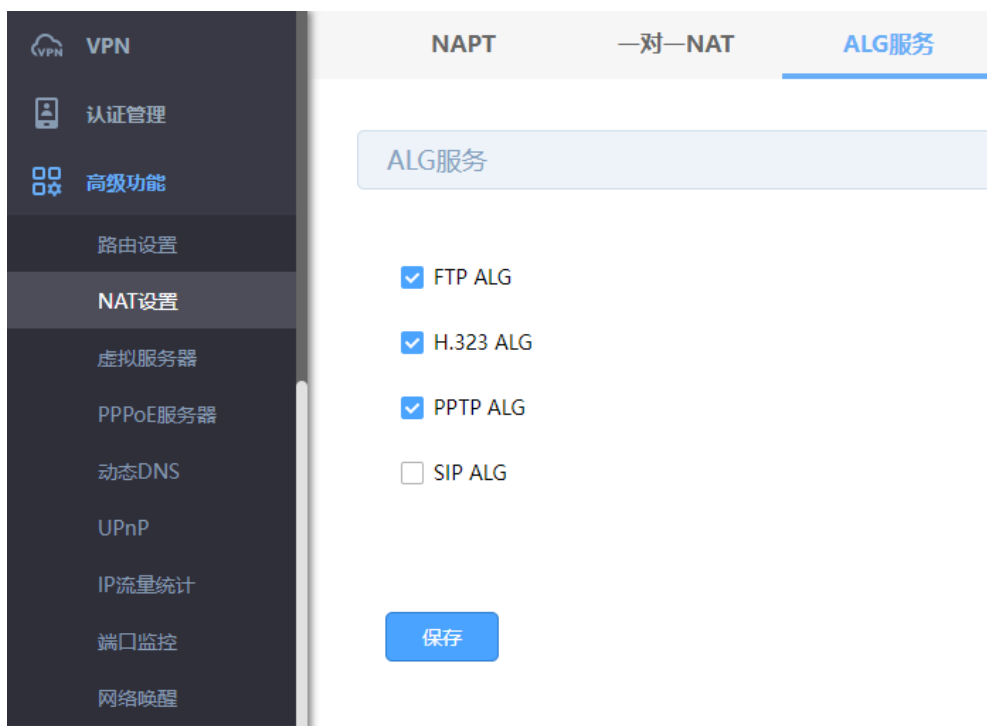 VPN
VPN
认证管理
高级功能
路由设置
NAT设置
虚拟服务器
PPPoE服务器
动态DNS
UPnP
IP流量统计
端口监控
网络唤醒
NAPT 一对一NAT ALG服务
ALG服务
FTP ALG
H.323 ALG
PPTP ALG
SIP ALG
保存